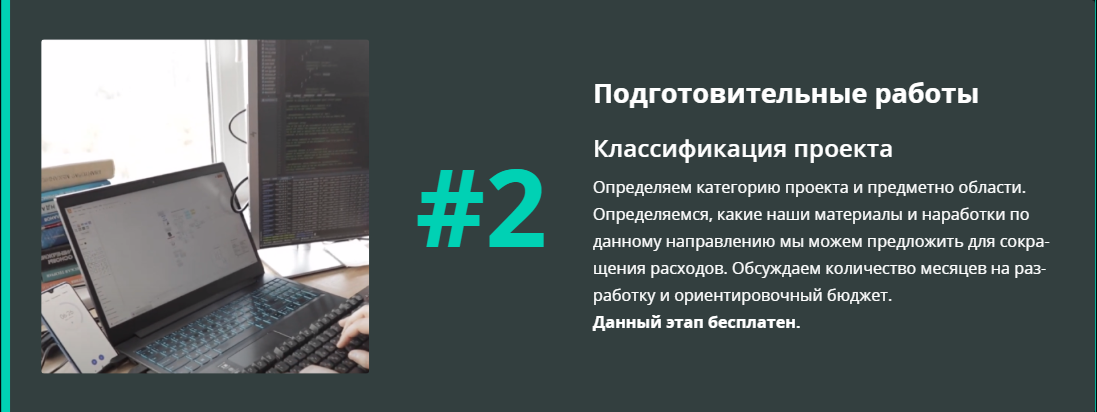 #2
Подготовительные работы
Классификация проекта
Определяем категорию проекта и предметно области.
Определяемся, какие наши материалы и наработки по
данному направлению мы можем предложить для сокра-
щения расходов. Обсуждаем количество месяцев на раз-
работку и ориентировочный бюджет.
Данный этап бесплатен.